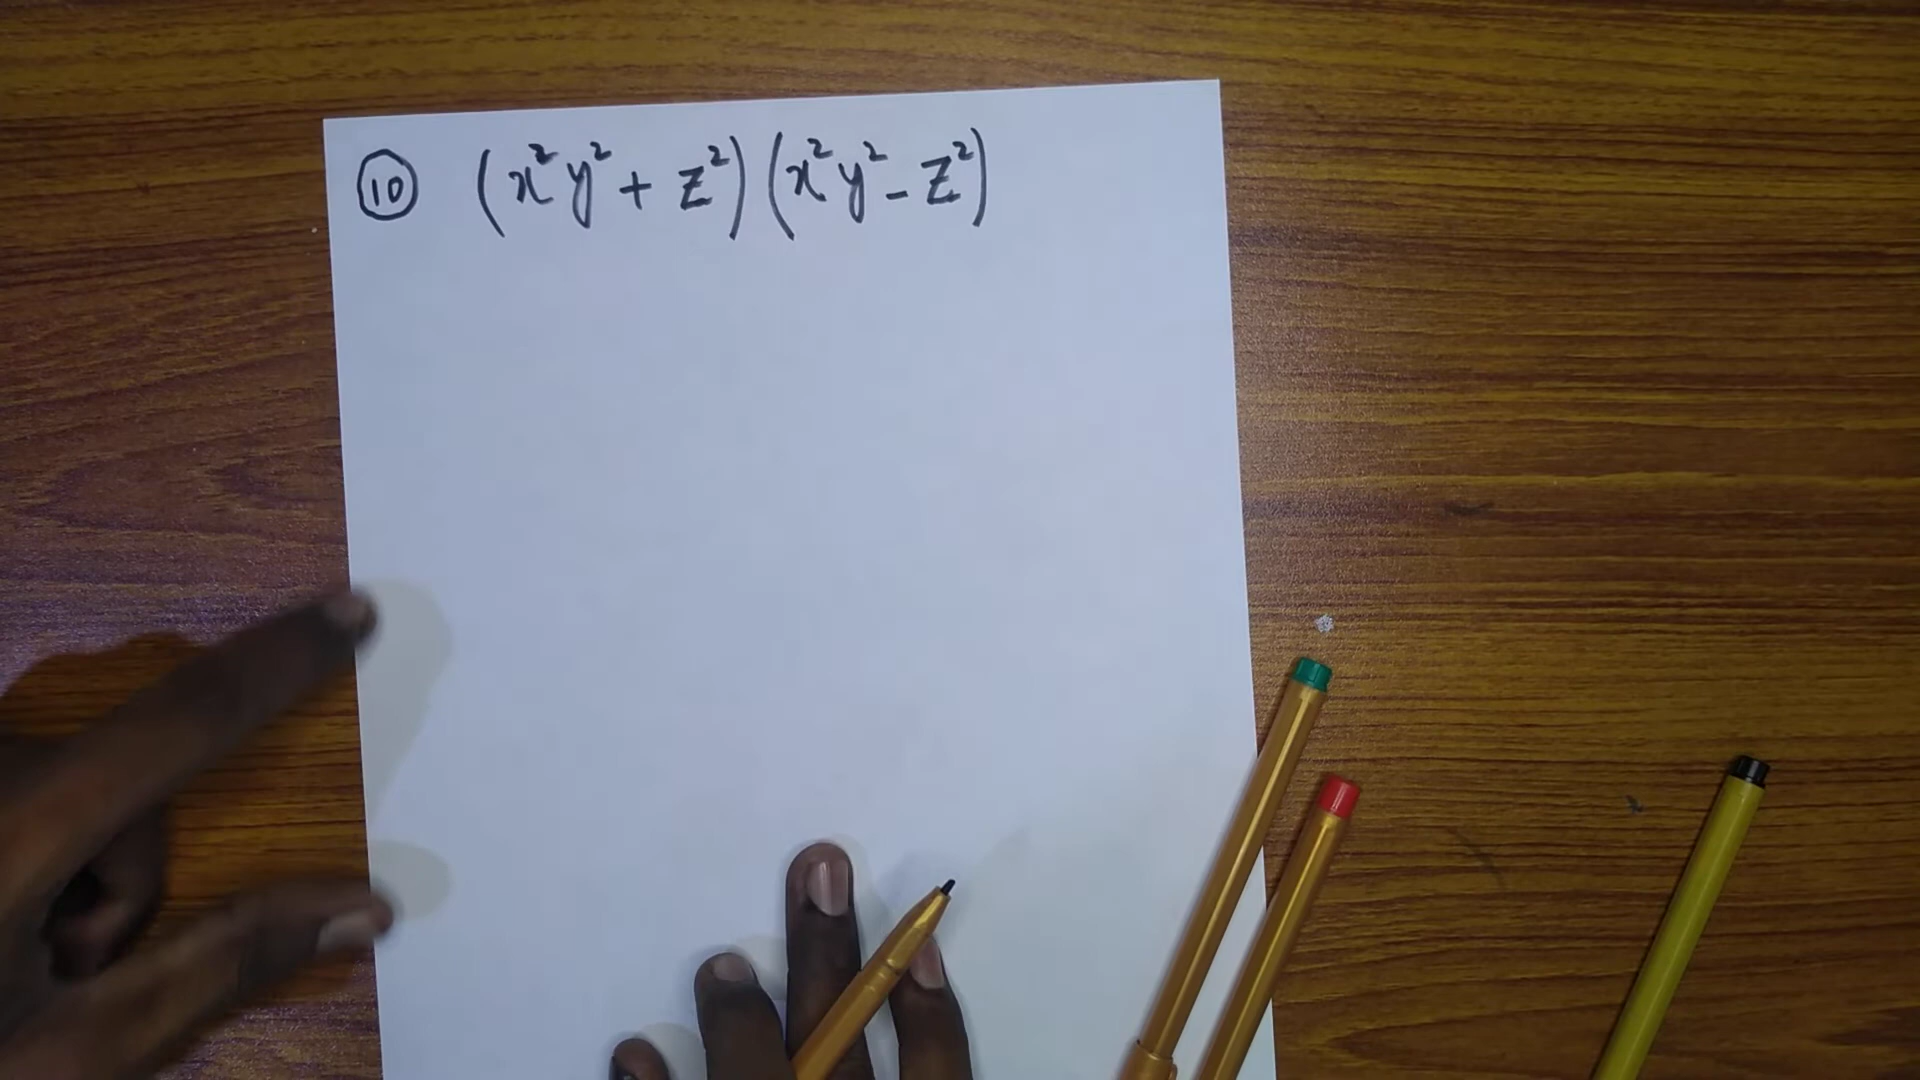 ⑩ (x²y² + z²)(x²y² - z²)